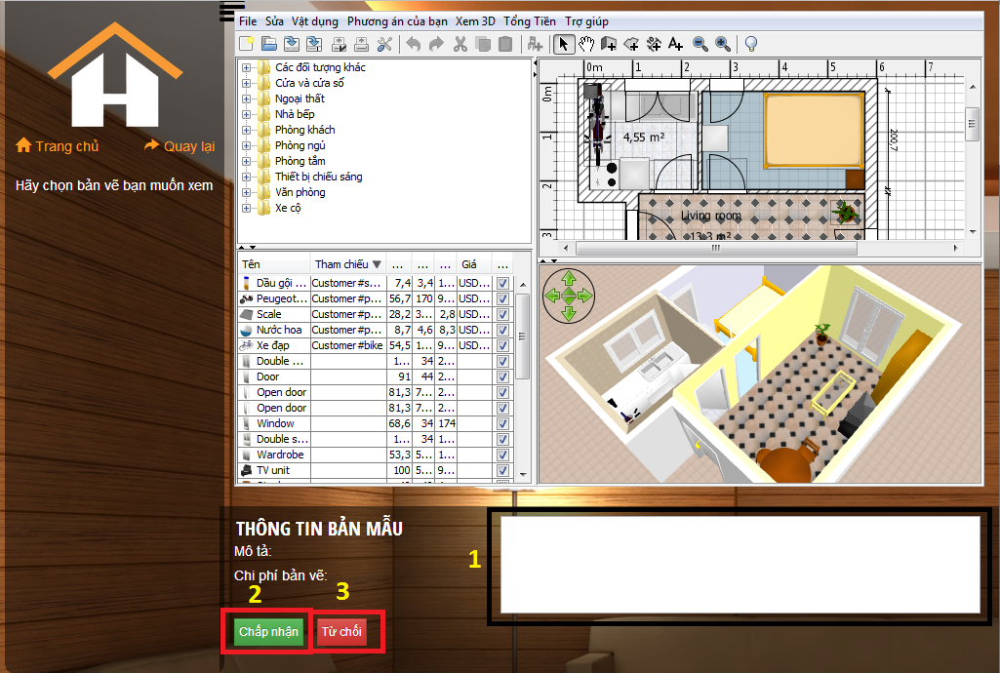 File Sửa Vật dụng Phương án của bạn Xem 3D Tổng Tiền Trợ giúp
Trang chủ Quay lại
Hãy chọn bản vẽ bạn muốn xem
Các đối tượng khác
Cửa và cửa sổ
Ngoại thất
Nhà bếp
Phòng khách
Phòng ngủ
Phòng tắm
Thiết bị chiếu sáng
Văn phòng
Xe cộ
0m 1 2 3 4 5 6 7
0m
1
2
3
4,55 m²
200,7
Living room
13,3 m²
Tên Tham chiếu ... ... ... Giá ...
Dầu gội ... Customer#s... 7,4 3,4 1... USD...
Peugeot... Customer#p... 56,7 170 9... USD...
Scale Customer#p... 28,2 3... 2,8 USD...
Nước hoa Customer#p... 8,7 4,6 8,3 USD...
Xe đạp Customer#bike 54,5 1... 9... USD...
Double ... 1... 34 2...
Door 91 44 2...
Open door 81,3 7... 2...
Open door 81,3 7... 2...
Window 68,6 34 174
Double s... 1... 34 1...
Wardrobe 53,3 5... 1...
TV unit 100 5... 9...
THÔNG TIN BẢN MẪU
Mô tả:
Chi phí bản vẽ:
1
2 3
Chấp nhận Từ chối